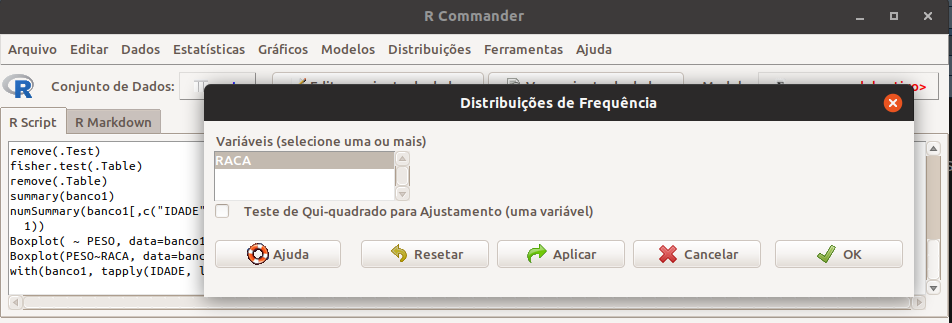 R Commander
Arquivo Editar Dados Estatísticas Gráficos Modelos Distribuições Ferramentas Ajuda
Conjunto de Dados:
Distribuições de Frequência
R Script R Markdown
Variáveis (selecione uma ou mais)
RACA
Teste de Qui-quadrado para Ajustamento (uma variável)
Ajuda Resetar Aplicar Cancelar OK
remove(.Test)
fisher.test(.Table)
remove(.Table)
summary(banco1)
numSummary(banco1[,c("IDADE"
1))
Boxplot( ~ PESO, data=banco1
Boxplot(PESO~RACA, data=banco
with(banco1, tapply(IDADE, l